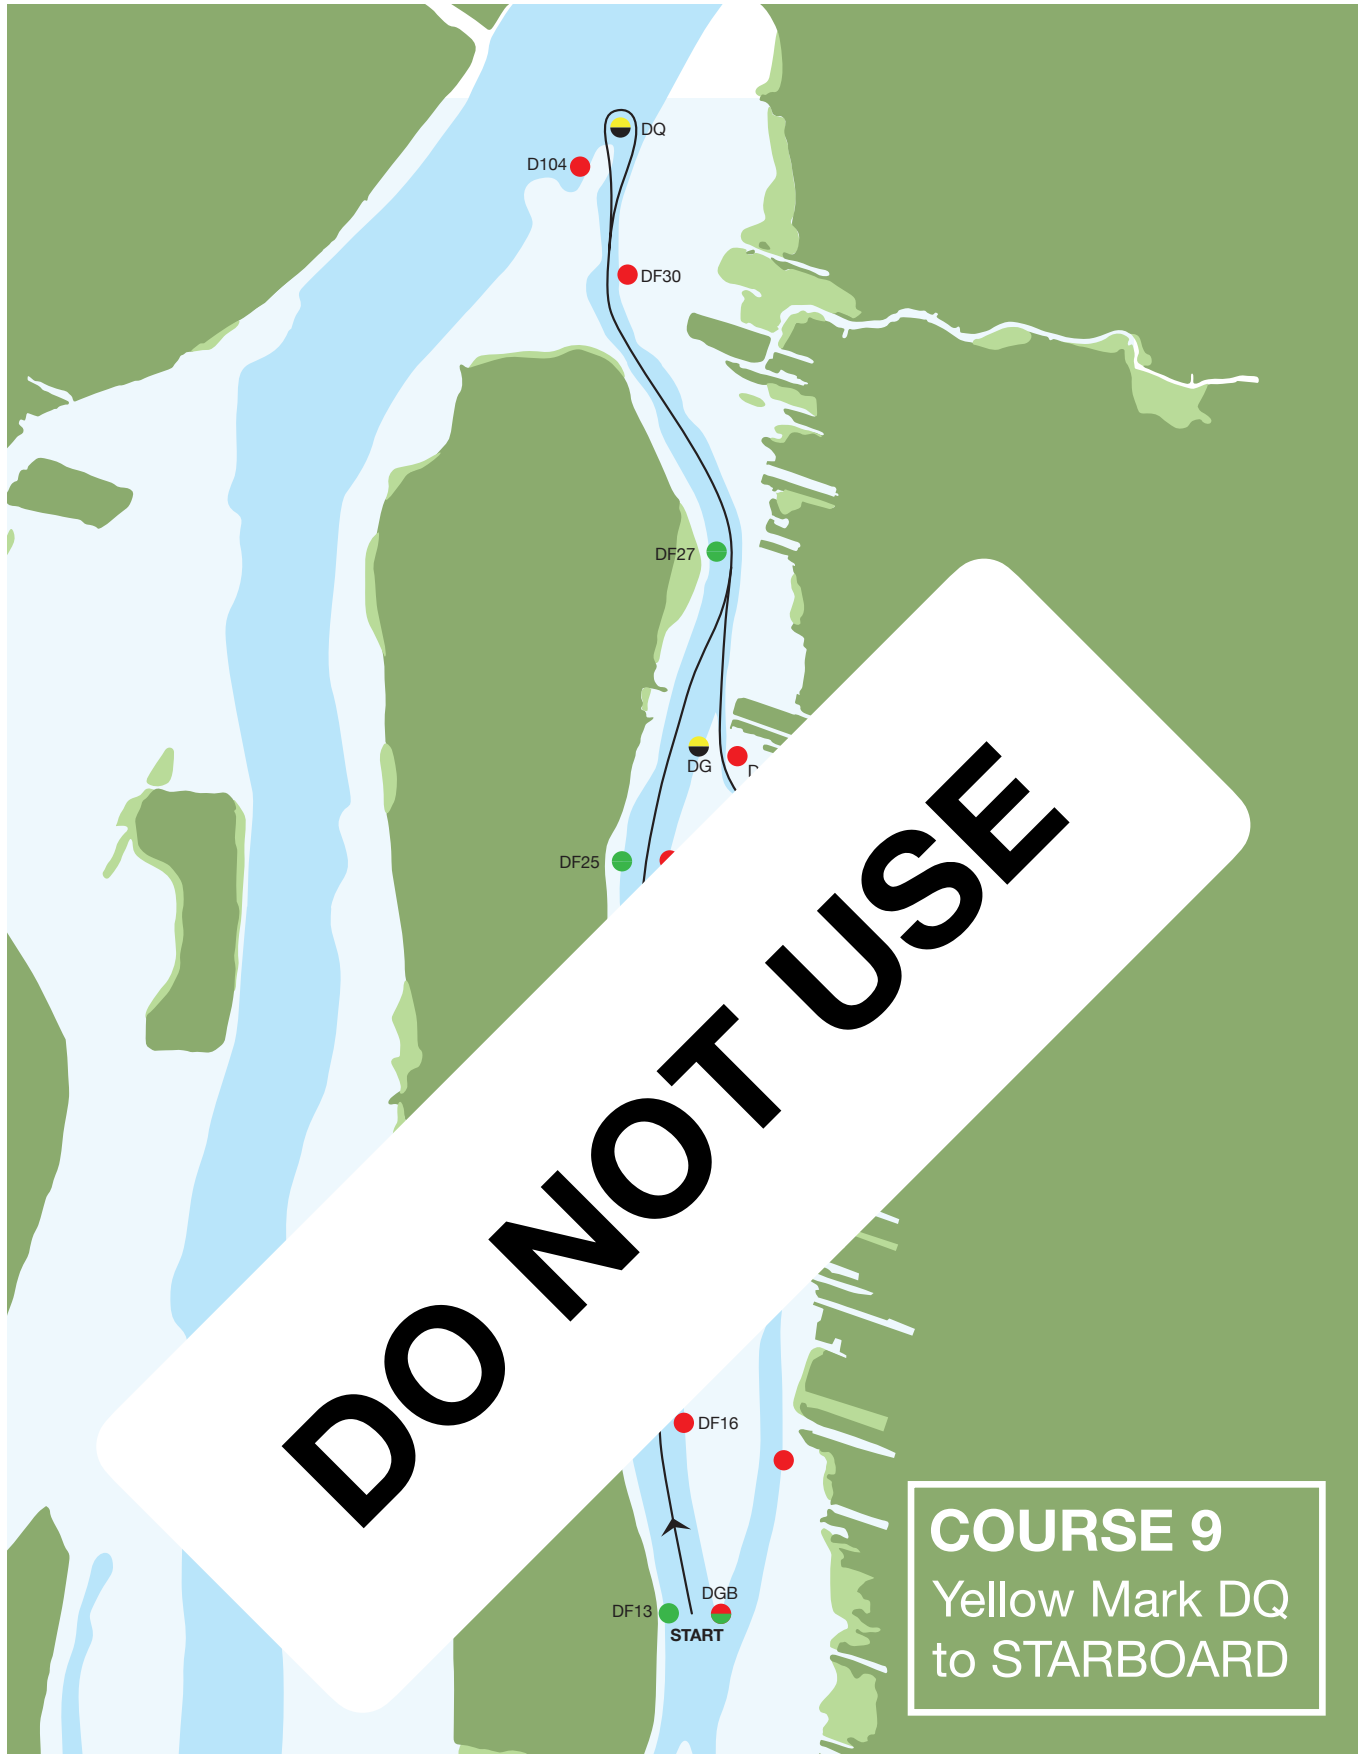 DQ
D104
DF30
DF27
DG
DF25
DO NOT USE
DF16
DGB
DF13
START
COURSE 9
Yellow Mark DQ
to STARBOARD